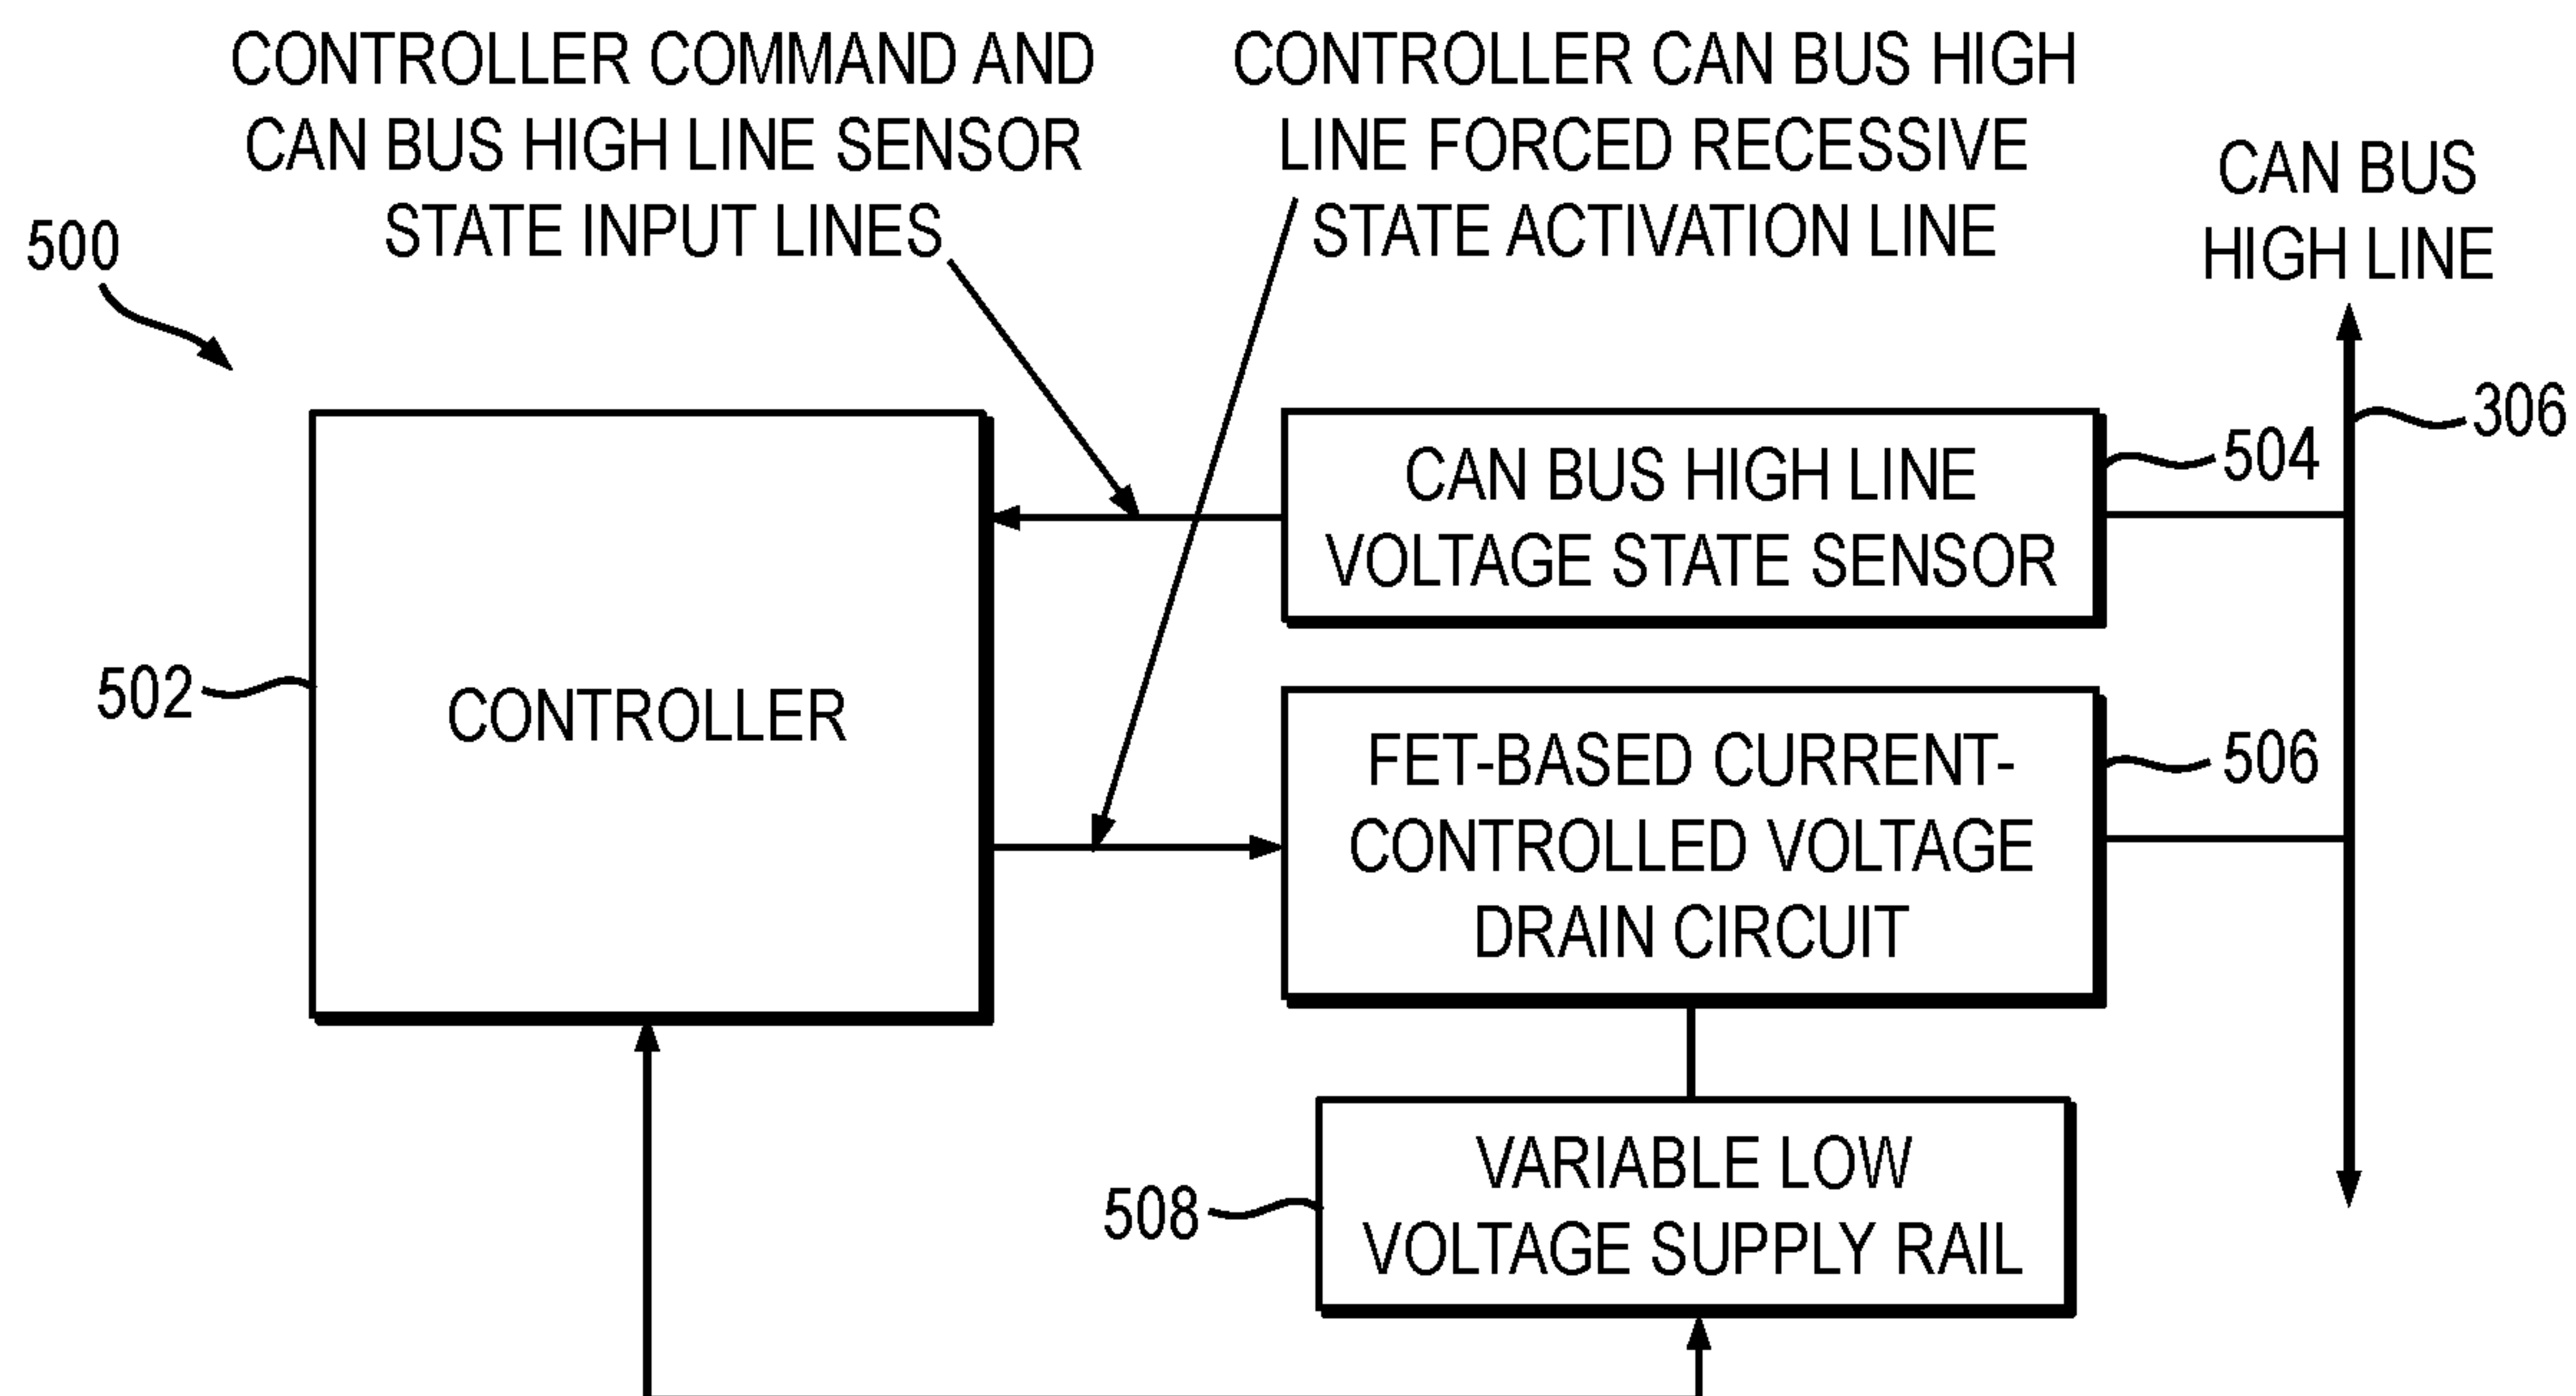 CONTROLLER COMMAND AND
CAN BUS HIGH LINE SENSOR
STATE INPUT LINES
CONTROLLER CAN BUS HIGH
LINE FORCED RECESSIVE
STATE ACTIVATION LINE
CAN BUS
HIGH LINE
500
306
504
CAN BUS HIGH LINE
VOLTAGE STATE SENSOR
502
CONTROLLER
506
FET-BASED CURRENT-
CONTROLLED VOLTAGE
DRAIN CIRCUIT
508
VARIABLE LOW
VOLTAGE SUPPLY RAIL